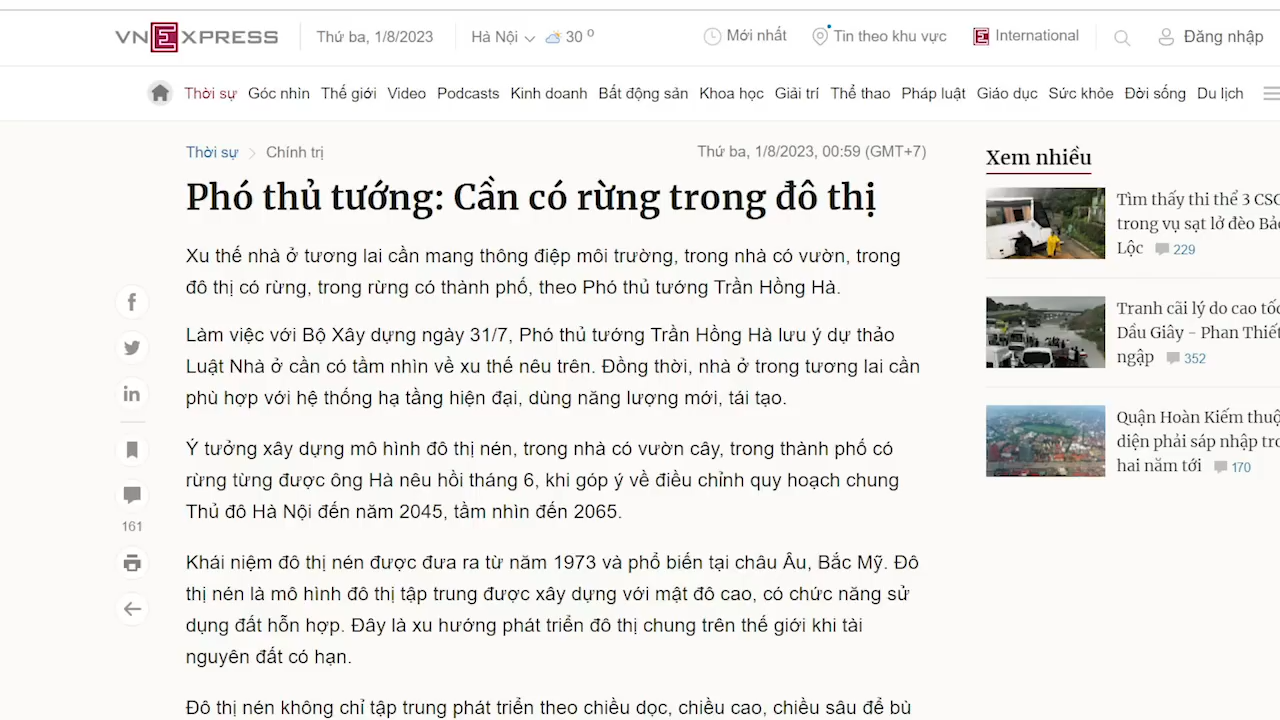 VNEXPRESS
Thứ ba, 1/8/2023
Hà Nội
30⁰
Mới nhất
Tin theo khu vực
International
Đăng nhập
Thời sự Góc nhìn Thế giới Video Podcasts Kinh doanh Bất động sản Khoa học Giải trí Thể thao Pháp luật Giáo dục Sức khỏe Đời sống Du lịch
Thời sự > Chính trị
Thứ ba, 1/8/2023, 00:59 (GMT+7)
Phó thủ tướng: Cần có rừng trong đô thị
Xu thế nhà ở tương lai cần mang thông điệp môi trường, trong nhà có vườn, trong
đô thị có rừng, trong rừng có thành phố, theo Phó thủ tướng Trần Hồng Hà.
Làm việc với Bộ Xây dựng ngày 31/7, Phó thủ tướng Trần Hồng Hà lưu ý dự thảo
Luật Nhà ở cần có tầm nhìn về xu thế nêu trên. Đồng thời, nhà ở trong tương lai cần
phù hợp với hệ thống hạ tầng hiện đại, dùng năng lượng mới, tái tạo.
Ý tưởng xây dựng mô hình đô thị nén, trong nhà có vườn cây, trong thành phố có
rừng từng được ông Hà nêu hồi tháng 6, khi góp ý về điều chỉnh quy hoạch chung
Thủ đô Hà Nội đến năm 2045, tầm nhìn đến 2065.
Khái niệm đô thị nén được đưa ra từ năm 1973 và phổ biến tại châu Âu, Bắc Mỹ. Đô
thị nén là mô hình đô thị tập trung được xây dựng với mật độ cao, có chức năng sử
dụng đất hỗn hợp. Đây là xu hướng phát triển đô thị chung trên thế giới khi tài
nguyên đất có hạn.
Đô thị nén không chỉ tập trung phát triển theo chiều dọc, chiều cao, chiều sâu để bù
161
Xem nhiều
Tìm thấy thi thể 3 CSG
trong vụ sạt lở đèo Bả
Lộc 229
Tranh cãi lý do cao tốc
Dầu Giây - Phan Thiết
ngập 352
Quận Hoàn Kiếm thuộ
diện phải sáp nhập tro
hai năm tới 170